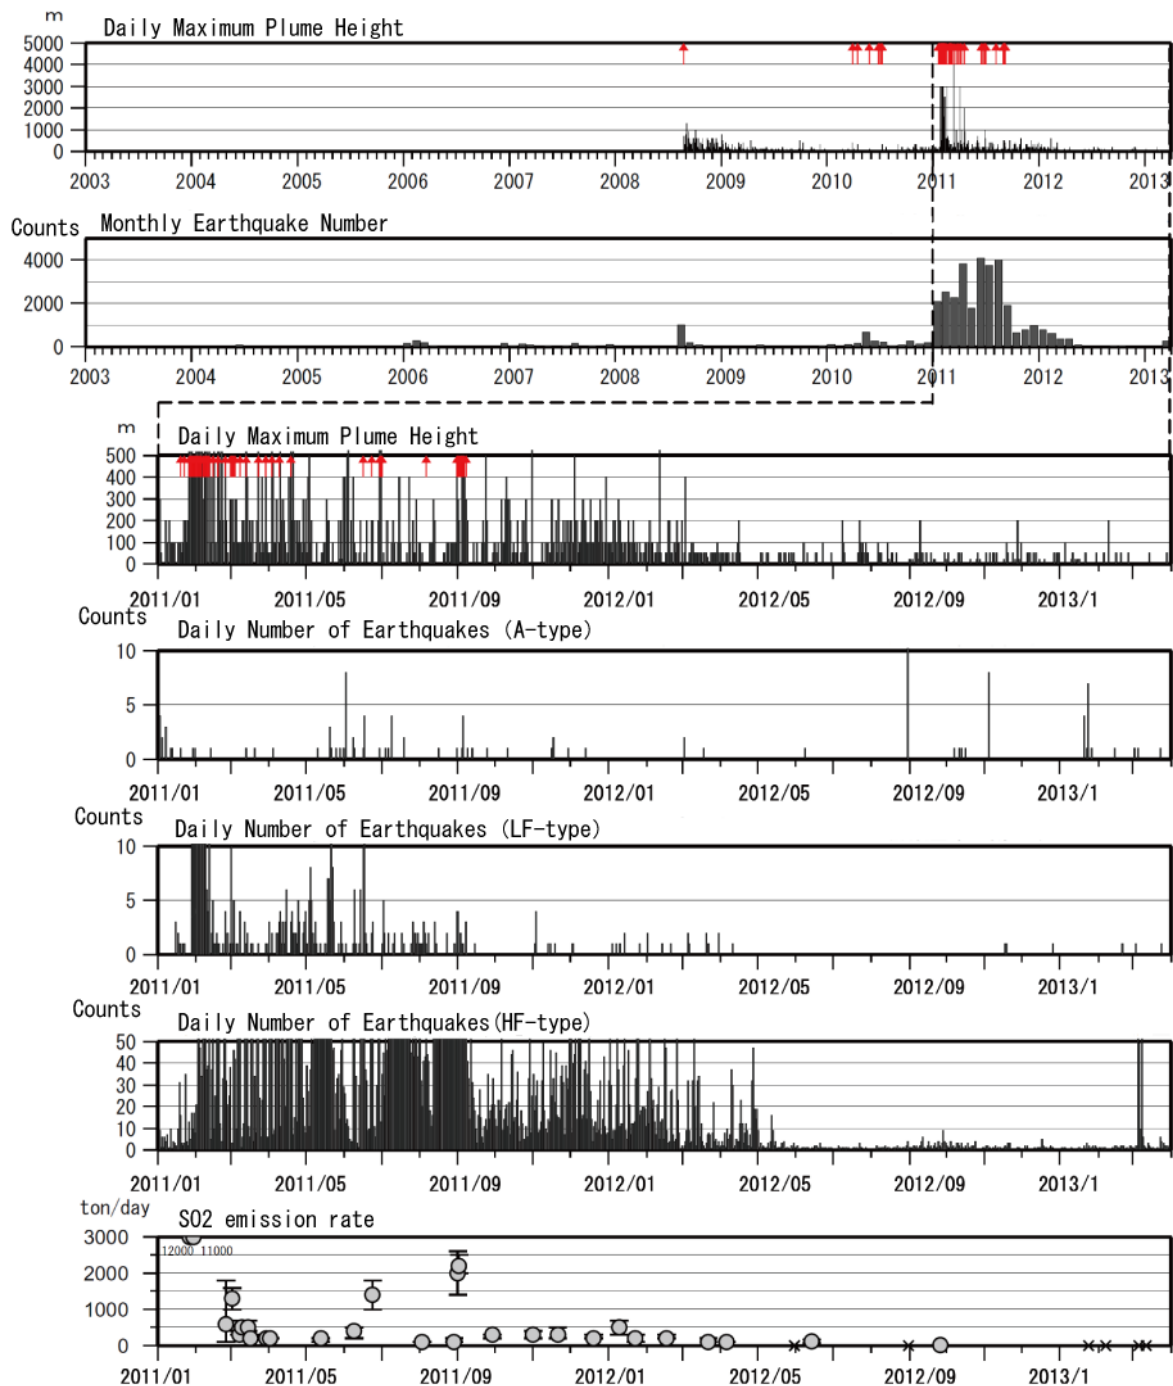 m
Daily Maximum Plume Height
5000
4000
3000
2000
1000
0
2003 2004 2005 2006 2007 2008 2009 2010 2011 2012 2013
Counts Monthly Earthquake Number
4000
2000
0
2003 2004 2005 2006 2007 2008 2009 2010 2011 2012 2013
m Daily Maximum Plume Height
500
400
300
200
100
0
2011/01 2011/05 2011/09 2012/01 2012/05 2012/09 2013/1
Counts
Daily Number of Earthquakes (A-type)
10
5
0
2011/01 2011/05 2011/09 2012/01 2012/05 2012/09 2013/1
Counts
Daily Number of Earthquakes (LF-type)
10
5
0
2011/01 2011/05 2011/09 2012/01 2012/05 2012/09 2013/1
Counts
Daily Number of Earthquakes(HF-type)
50
40
30
20
10
0
2011/01 2011/05 2011/09 2012/01 2012/05 2012/09 2013/1
ton/day
SO2 emission rate
3000
12000 11000
2000
1000
0
2011/01 2011/05 2011/09 2012/01 2012/05 2012/09 2013/1